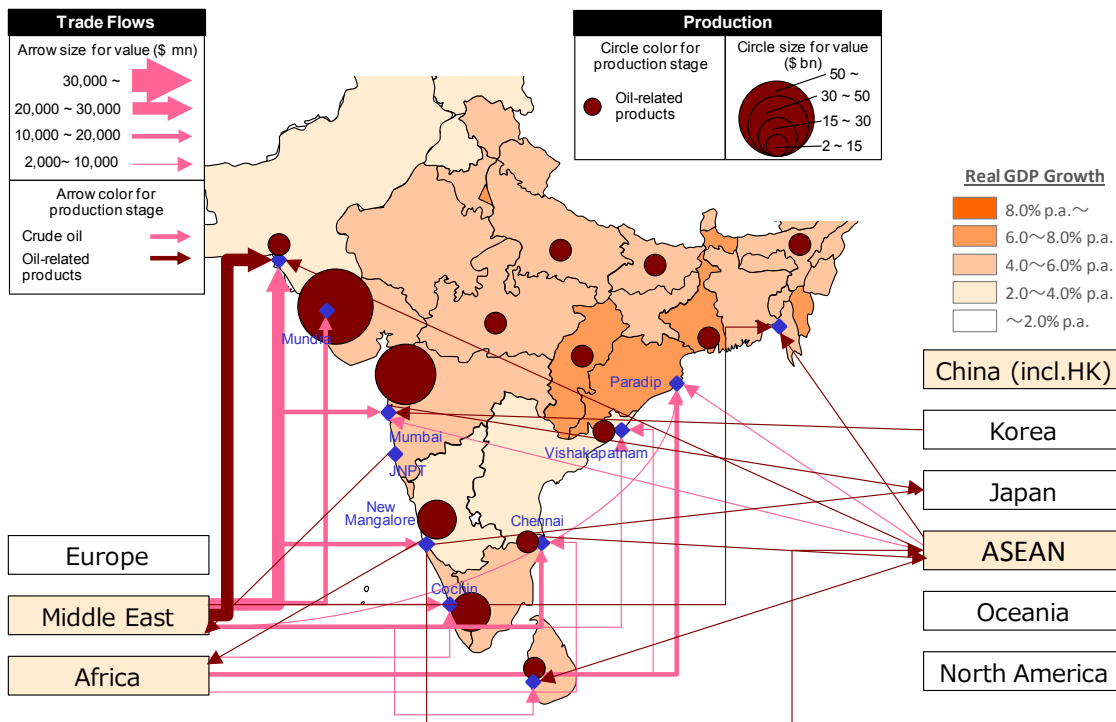 Trade Flows
Arrow size for value ($ mn)
30,000 ~
20,000 ~ 30,000
10,000 ~ 20,000
2,000~ 10,000
Arrow color for
production stage
Crude oil
Oil-related
products
Production
Circle color for
production stage
Oil-related
products
Circle size for value
($ bn)
50 ~
30 ~ 50
15 ~ 30
2 ~ 15
Real GDP Growth
8.0% p.a.～
6.0～8.0% p.a.
4.0～6.0% p.a.
2.0～4.0% p.a.
～2.0% p.a.
Mundra
Mumbai
JNPT
New
Mangalore
Cochin
Chennai
Vishakapatnam
Paradip
Europe
Middle East
Africa
China (incl.HK)
Korea
Japan
ASEAN
Oceania
North America